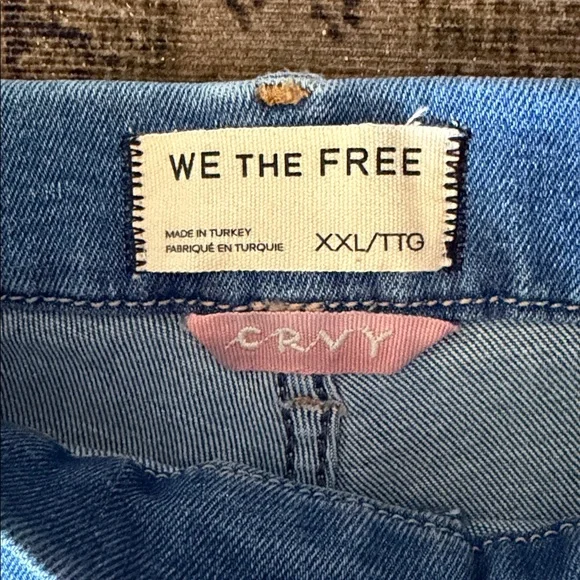 WE THE FREE
MADE IN TURKEY
FABRIQUÉ EN TURQUIE
XXL/TTG
CRVY